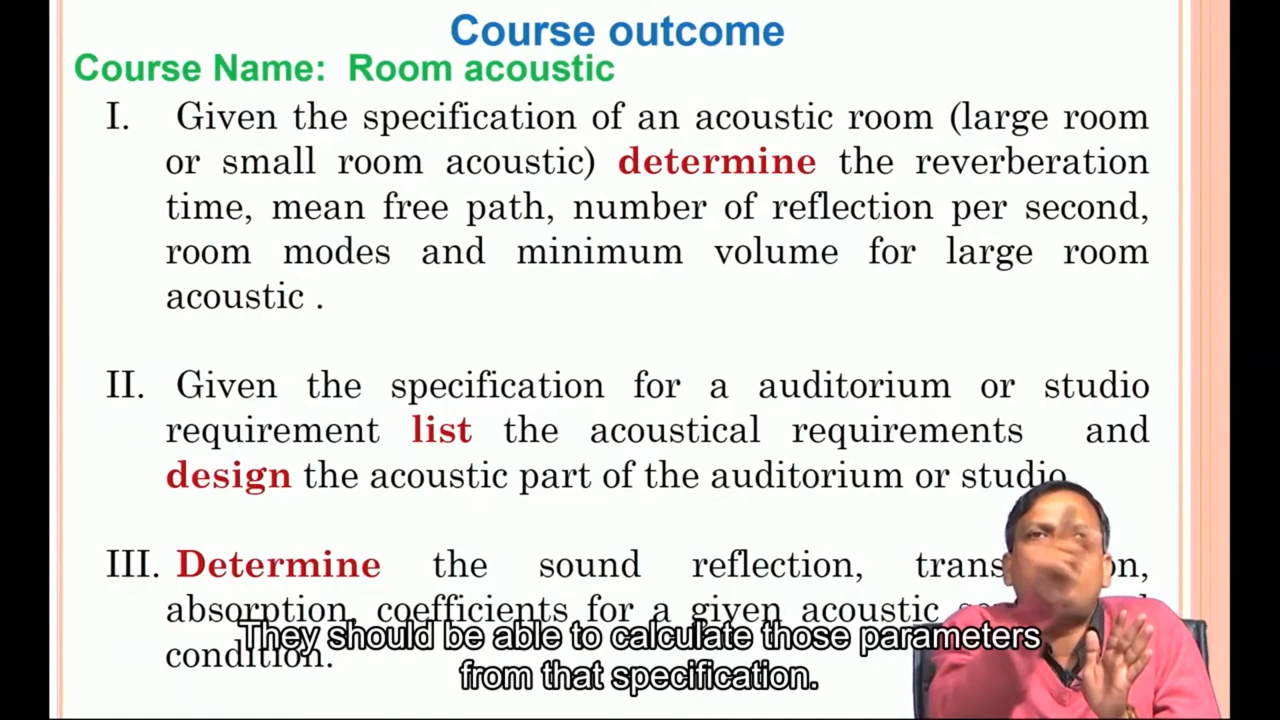 Course outcome
Course Name: Room acoustic
I. Given the specification of an acoustic room (large room
or small room acoustic) determine the reverberation
time, mean free path, number of reflection per second,
room modes and minimum volume for large room
acoustic .
II. Given the specification for a auditorium or studio
requirement list the acoustical requirements and
design the acoustic part of the auditorium or studio
III. Determine the sound reflection,
absorption, coefficients for a given acoustic
condition.
They should be able to calculate those parameters
from that specification.